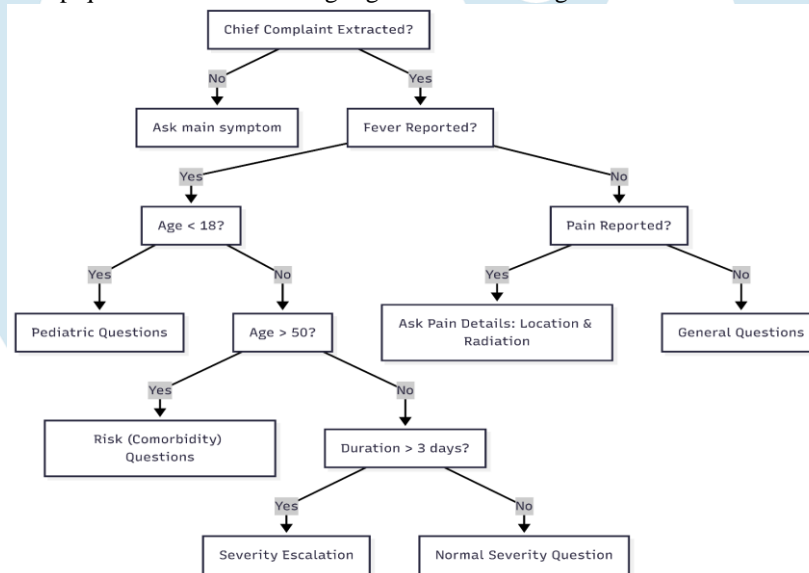 Chief Complaint Extracted?
No
Yes
Ask main symptom
Fever Reported?
Yes
No
Age < 18?
Pain Reported?
Yes
No
Yes
No
Pediatric Questions
Age > 50?
Ask Pain Details: Location &
Radiation
General Questions
Yes
No
Risk (Comorbidity)
Questions
Duration > 3 days?
Yes
No
Severity Escalation
Normal Severity Question